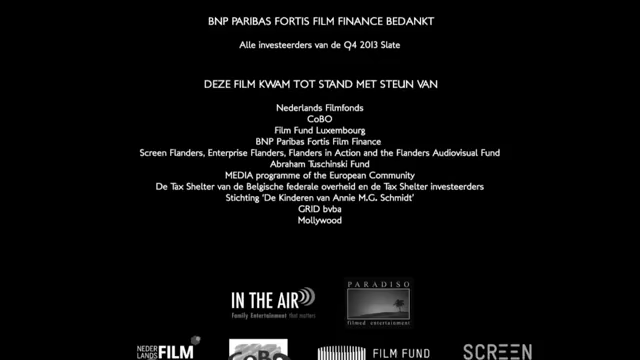 BNP PARIBAS FORTIS FILM FINANCE BEDANKT
Alle investeerders van de Q4 2013 Slate
DEZE FILM KWAM TOT STAND MET STEUN VAN
Nederlands Filmfonds
CoBO
Film Fund Luxembourg
BNP Paribas Fortis Film Finance
Screen Flanders, Enterprise Flanders, Flanders in Action and the Flanders Audiovisual Fund
Abraham Tuschinski Fund
MEDIA programme of the European Community
De Tax Shelter van de Belgische federale overheid en de Tax Shelter investeerders
Stichting 'De Kinderen van Annie M.G. Schmidt'
GRID bvba
Mollywood
IN THE AIR
Family Entertainment that matters
PARADISO
filmed entertainment
NEDER
LANDS FILM
CoBO
FILM FUND
SCREEN